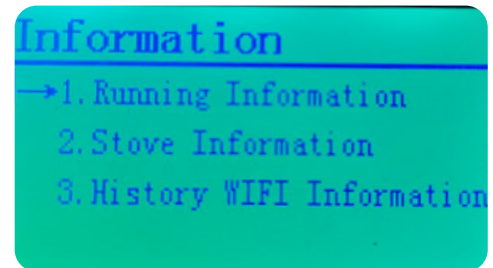 Information
→1.Running Information
2.Stove Information
3.History WIFI Information